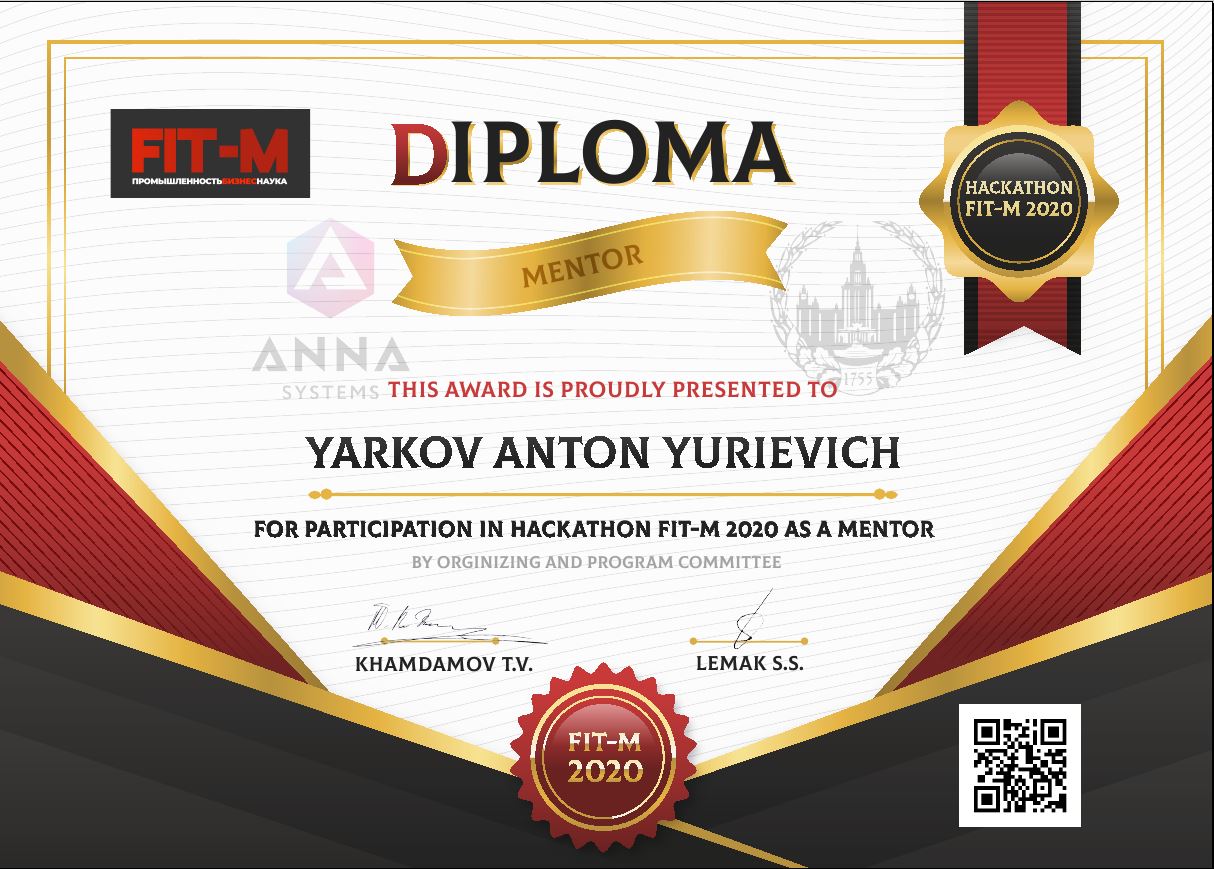 FIT-M
ПРОМЫШЛЕННОСТЬБИЗНЕСНАУКА
DIPLOMA
HACKATHON
FIT-M 2020
MENTOR
ANNA
SYSTEMS
1755
THIS AWARD IS PROUDLY PRESENTED TO
YARKOV ANTON YURIEVICH
FOR PARTICIPATION IN HACKATHON FIT-M 2020 AS A MENTOR
BY ORGINIZING AND PROGRAM COMMITTEE
KHAMDAMOV T.V.
LEMAK S.S.
FIT-M
2020